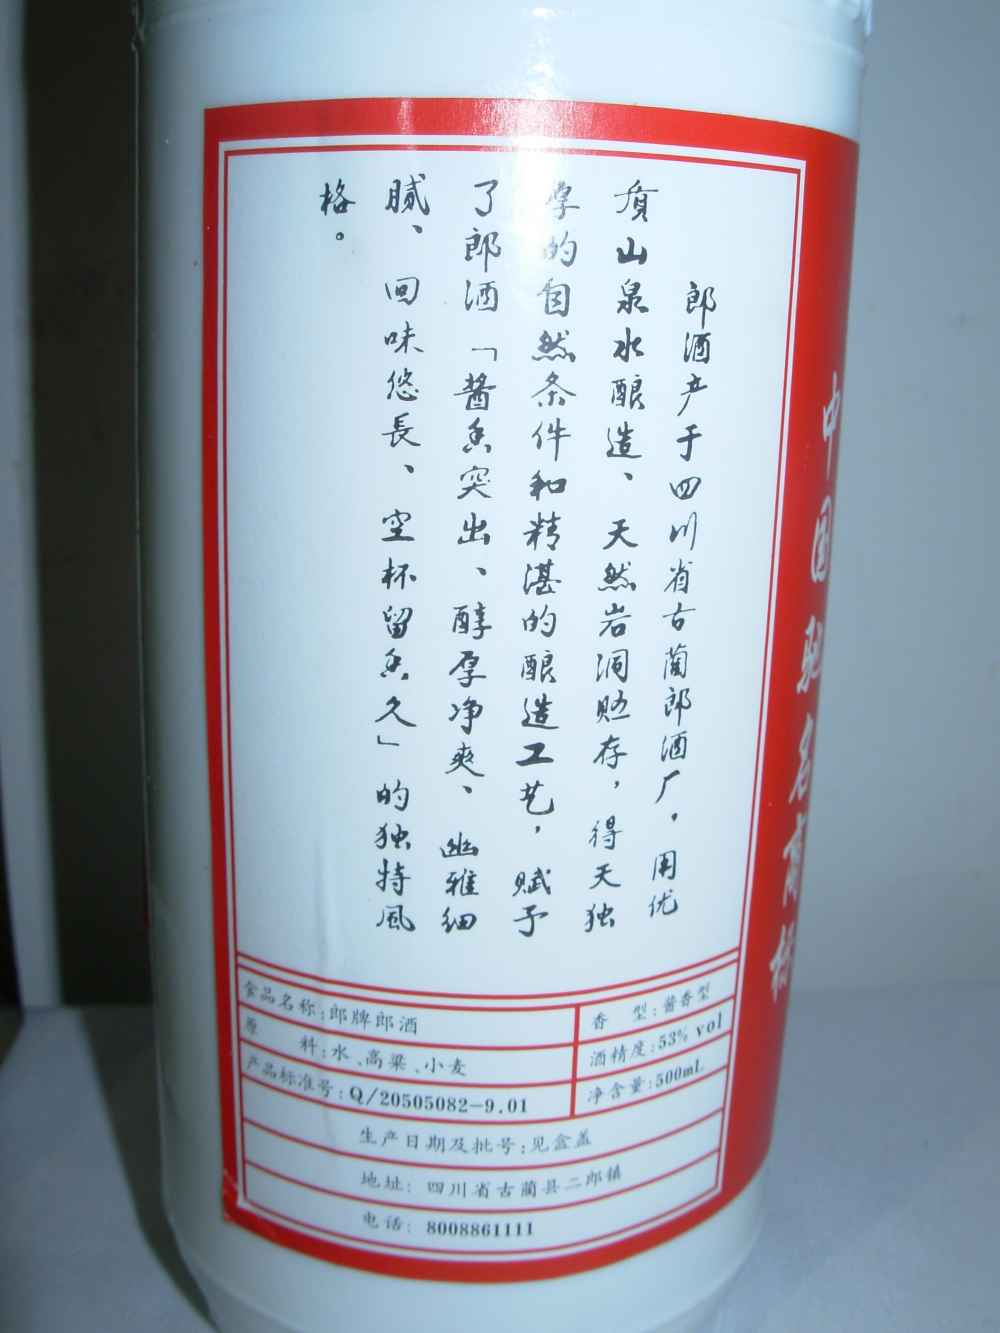 中国驰名商标
郎酒产于四川省古蔺郎酒厂，用优
质山泉水酿造、天然岩洞贮存，得天独
厚的自然条件和精湛的酿造工艺，赋予
了郎酒「酱香突出、醇厚净爽、幽雅细
腻、回味悠長、空杯留香久」的独特風
格。
食品名称：郎牌郎酒
香 型：酱香型
原 料：水、高粱、小麦
酒精度：53% vol
产品标准号：Q/20505082-9.01
净含量：500mL
生产日期及批号：见盒盖
地址：四川省古蔺县二郎镇
电话：8008861111